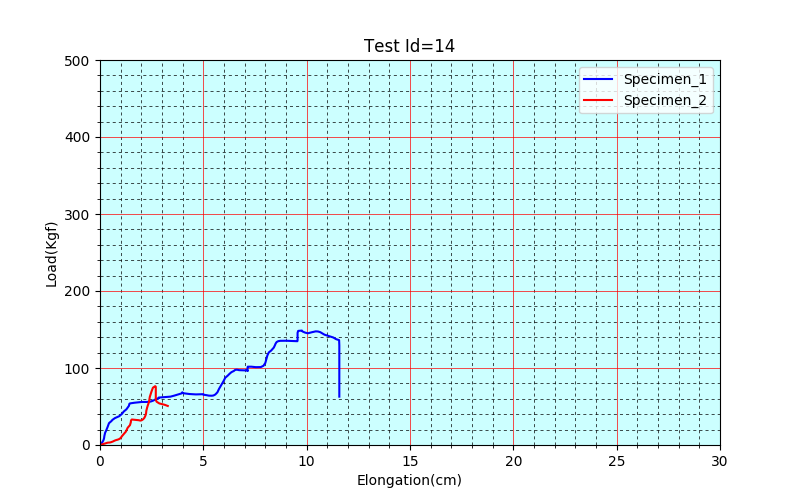 Test Id=14
Specimen_1
Specimen_2
500
400
300
200
100
0
Load(Kgf)
0 5 10 15 20 25 30
Elongation(cm)